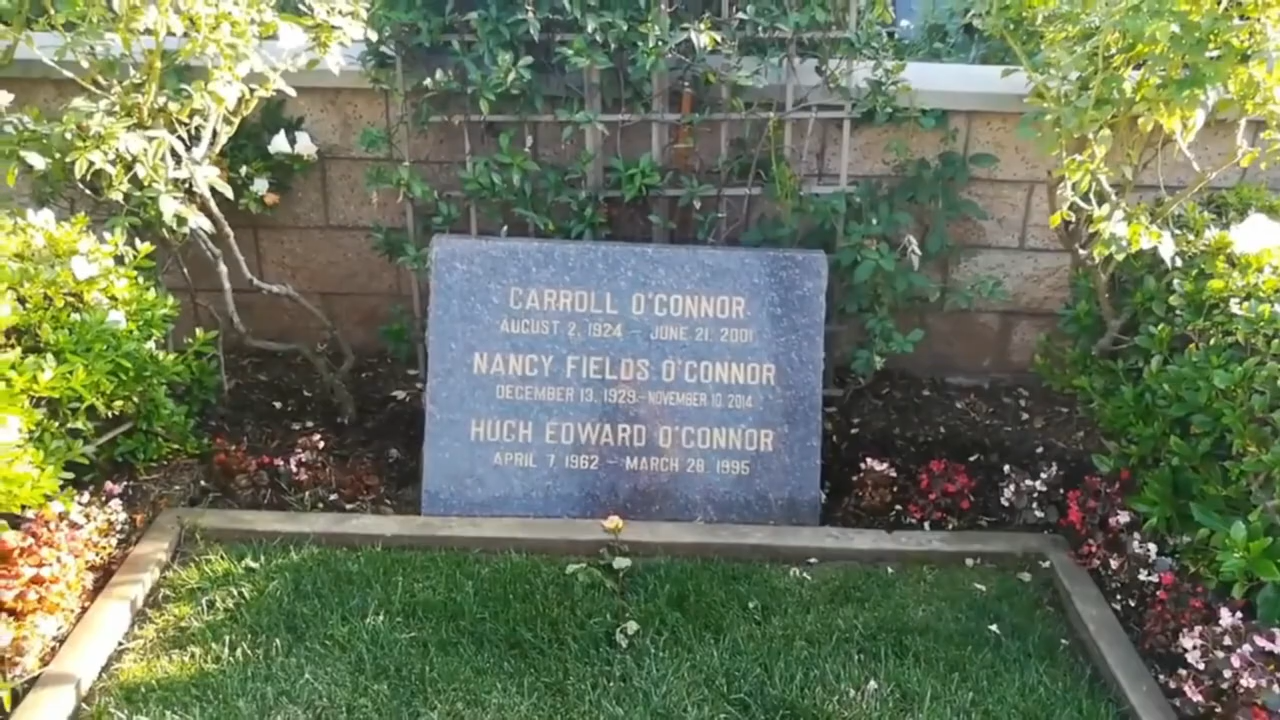 CARROLL O'CONNOR
AUGUST 2, 1924 - JUNE 21, 2001
NANCY FIELDS O'CONNOR
DECEMBER 13, 1929 - NOVEMBER 10, 2014
HUGH EDWARD O'CONNOR
APRIL 7, 1962 - MARCH 28, 1995